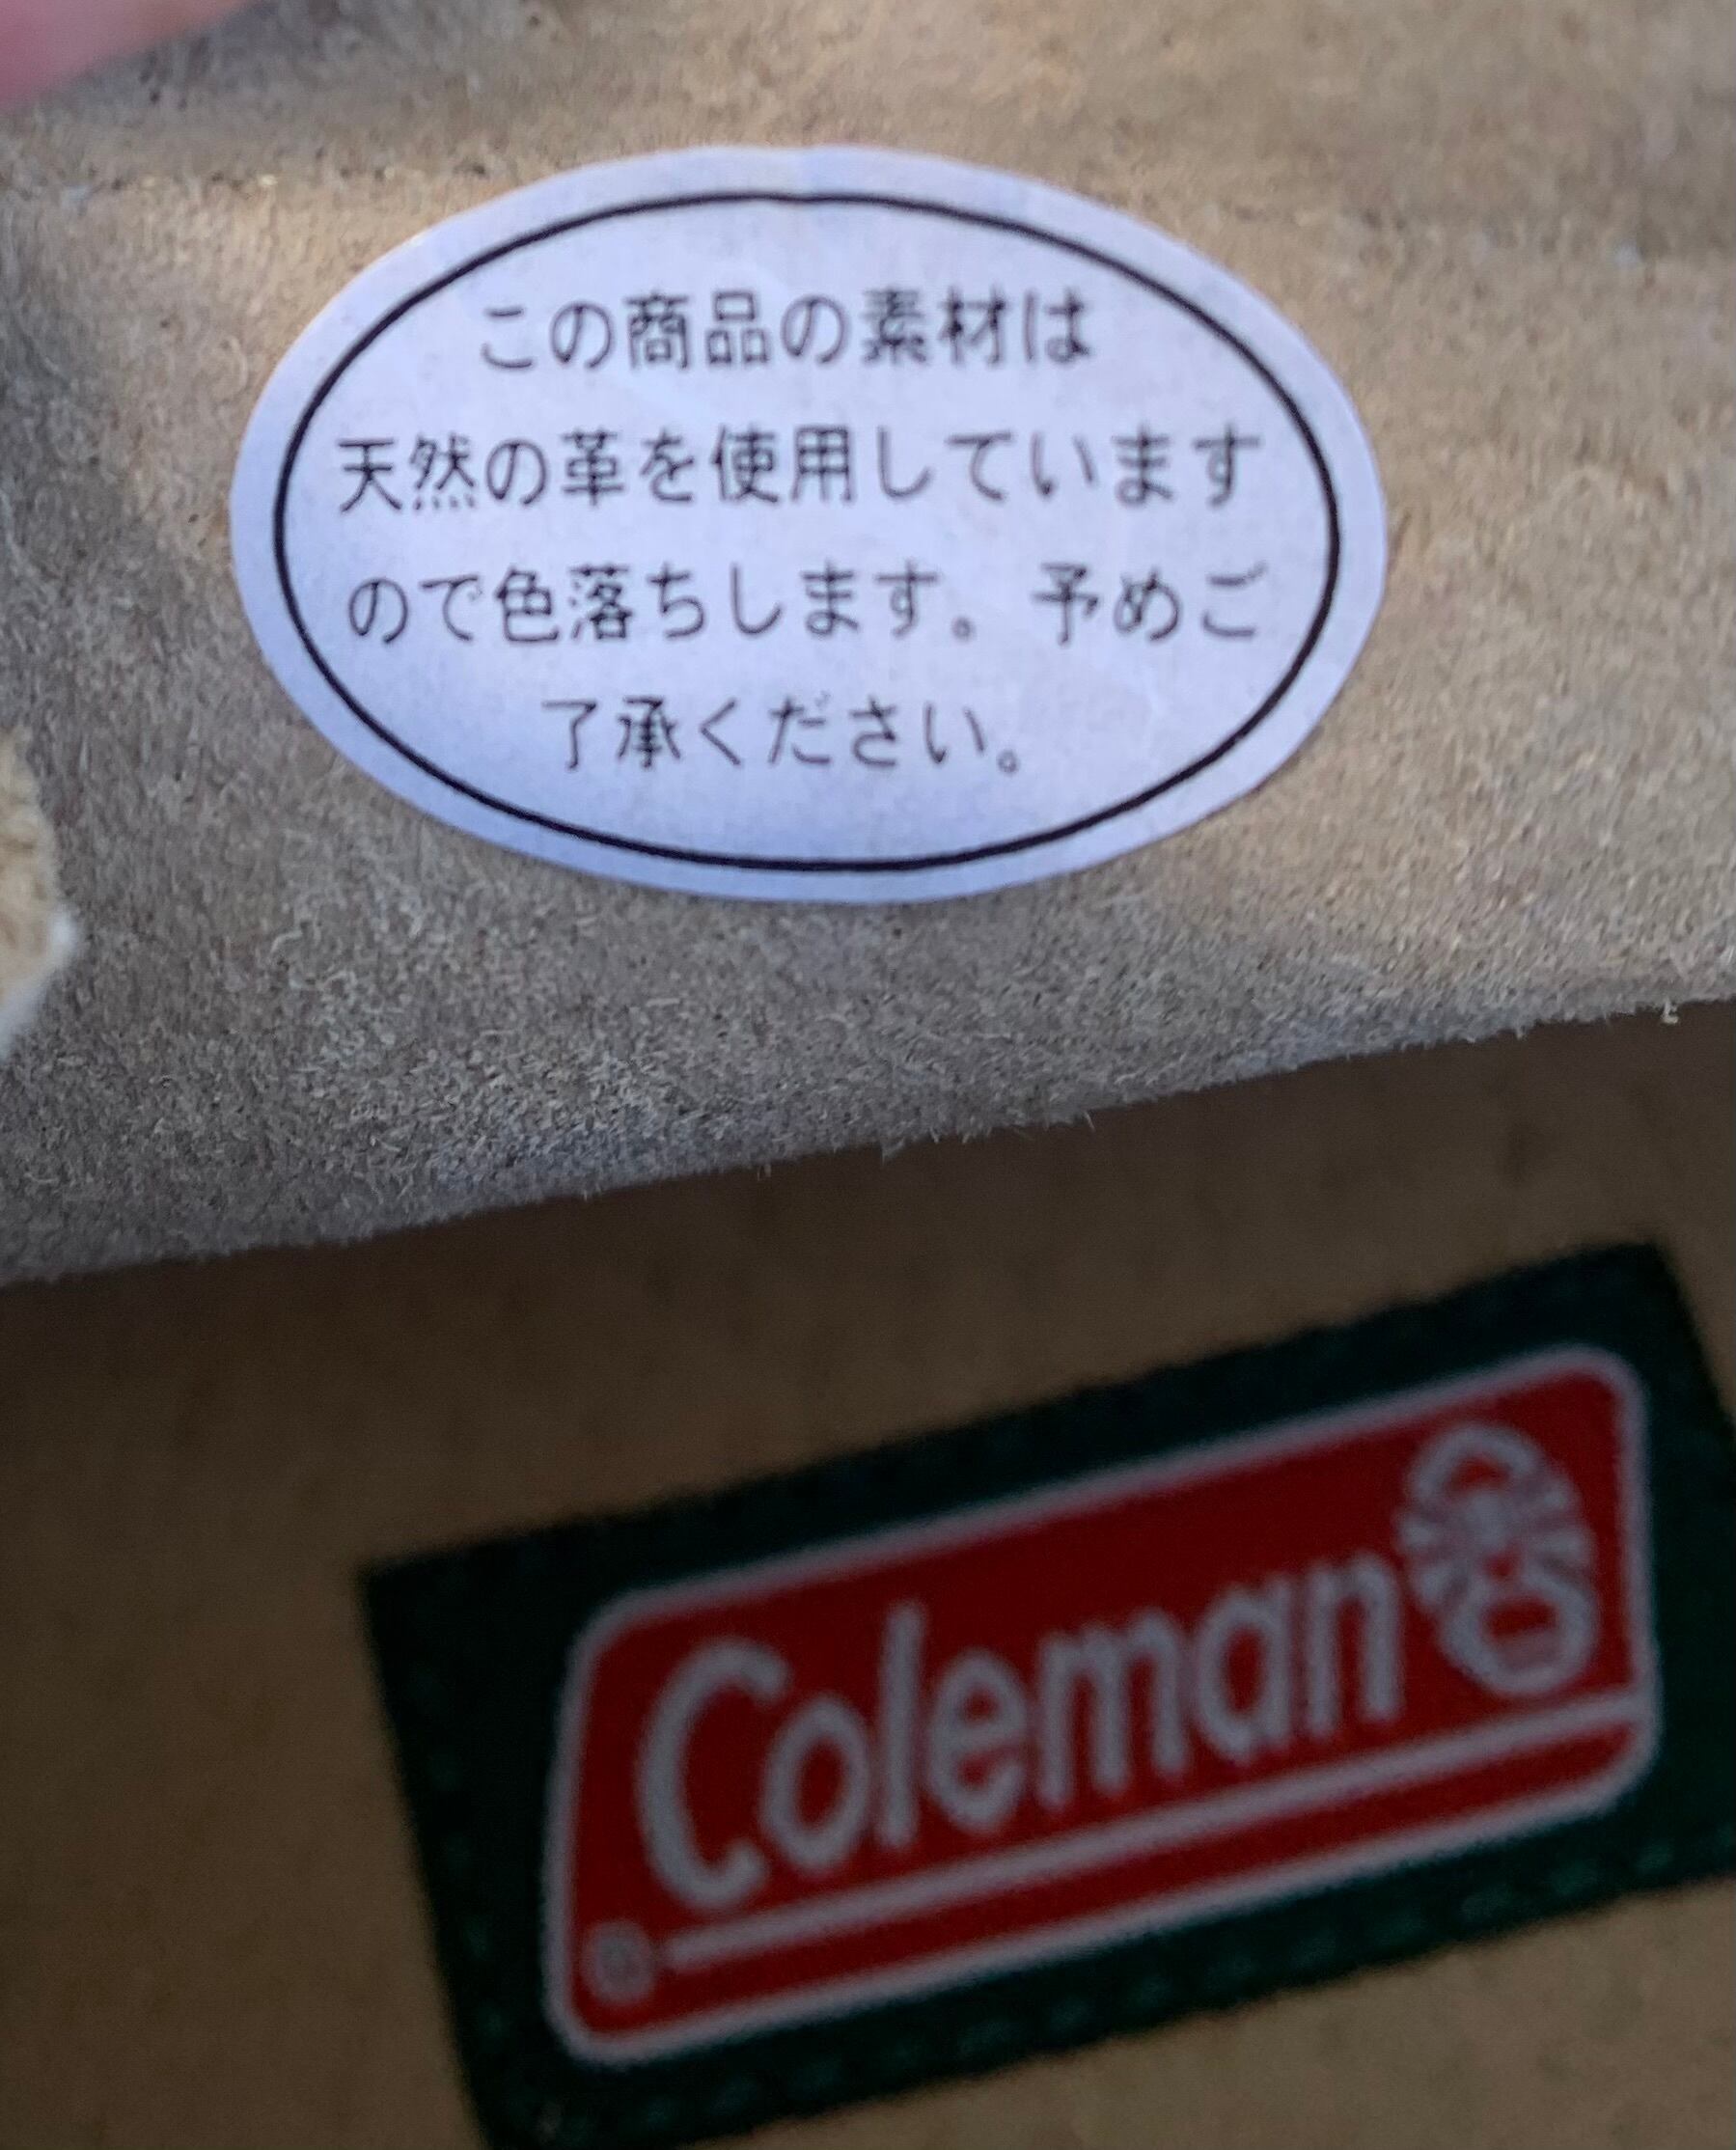 この商品の素材は
天然の革を使用しています
ので色落ちします。予めご
了承ください。
Coleman